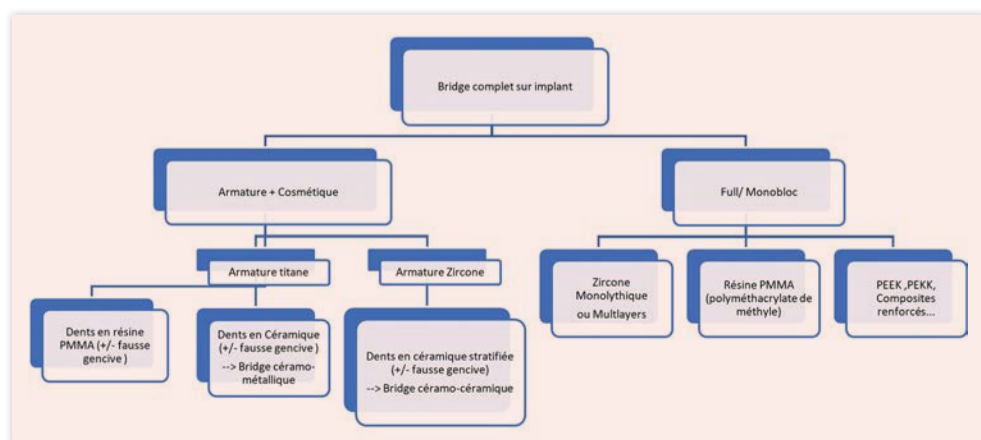 Bridge complet sur implant
Armature + Cosmétique
Full/ Monobloc
Armature titane
Armature Zircone
Zircone
Monolythique
ou Multlayers
Résine PMMA
(polyméthacrylate de
méthyle)
PEEK ,PEKK,
Composites
renforcés...
Dents en résine
PMMA (+/- fausse
gencive )
Dents en Céramique
(+/- fausse gencive )
--> Bridge céramo-
métallique
Dents en céramique stratifiée
(+/- fausse gencive)
--> Bridge céramo-céramique